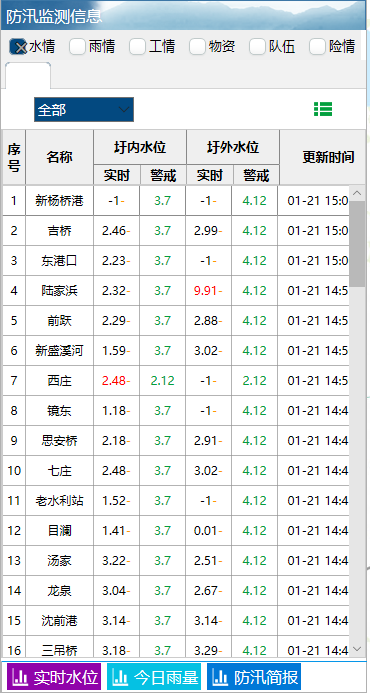 防汛监测信息
水情 雨情 工情 物资 队伍 险情
全部
序号 名称 圩内水位 圩外水位 更新时间
实时 警戒 实时 警戒
1 新杨桥港 -1- 3.7 -1- 4.12 01-21 15:0
2 吉桥 2.46- 3.7 2.99- 4.12 01-21 15:0
3 东港口 2.23- 3.7 -1- 4.12 01-21 15:0
4 陆家浜 2.32- 3.7 9.91- 4.12 01-21 14:5
5 前跃 2.29- 3.7 2.88- 4.12 01-21 14:5
6 新盛溪河 1.59- 3.7 3.02- 4.12 01-21 14:5
7 西庄 2.48- 2.12 -1- 2.12 01-21 14:5
8 镜东 1.18- 3.7 -1- 4.12 01-21 14:4
9 思安桥 2.18- 3.7 2.91- 4.12 01-21 14:4
10 七庄 2.48- 3.7 3.02- 4.12 01-21 14:4
11 老水利站 1.52- 3.7 -1- 4.12 01-21 14:4
12 目澜 1.41- 3.7 0.01- 4.12 01-21 14:4
13 汤家 3.22- 3.7 2.51- 4.12 01-21 14:4
14 龙泉 3.04- 3.7 2.67- 4.12 01-21 14:4
15 沈前港 3.14- 3.7 3.14- 4.12 01-21 14:4
16 三吊桥 3.18- 3.7 3.29- 4.12 01-21 14:4
实时水位 今日雨量 防汛简报